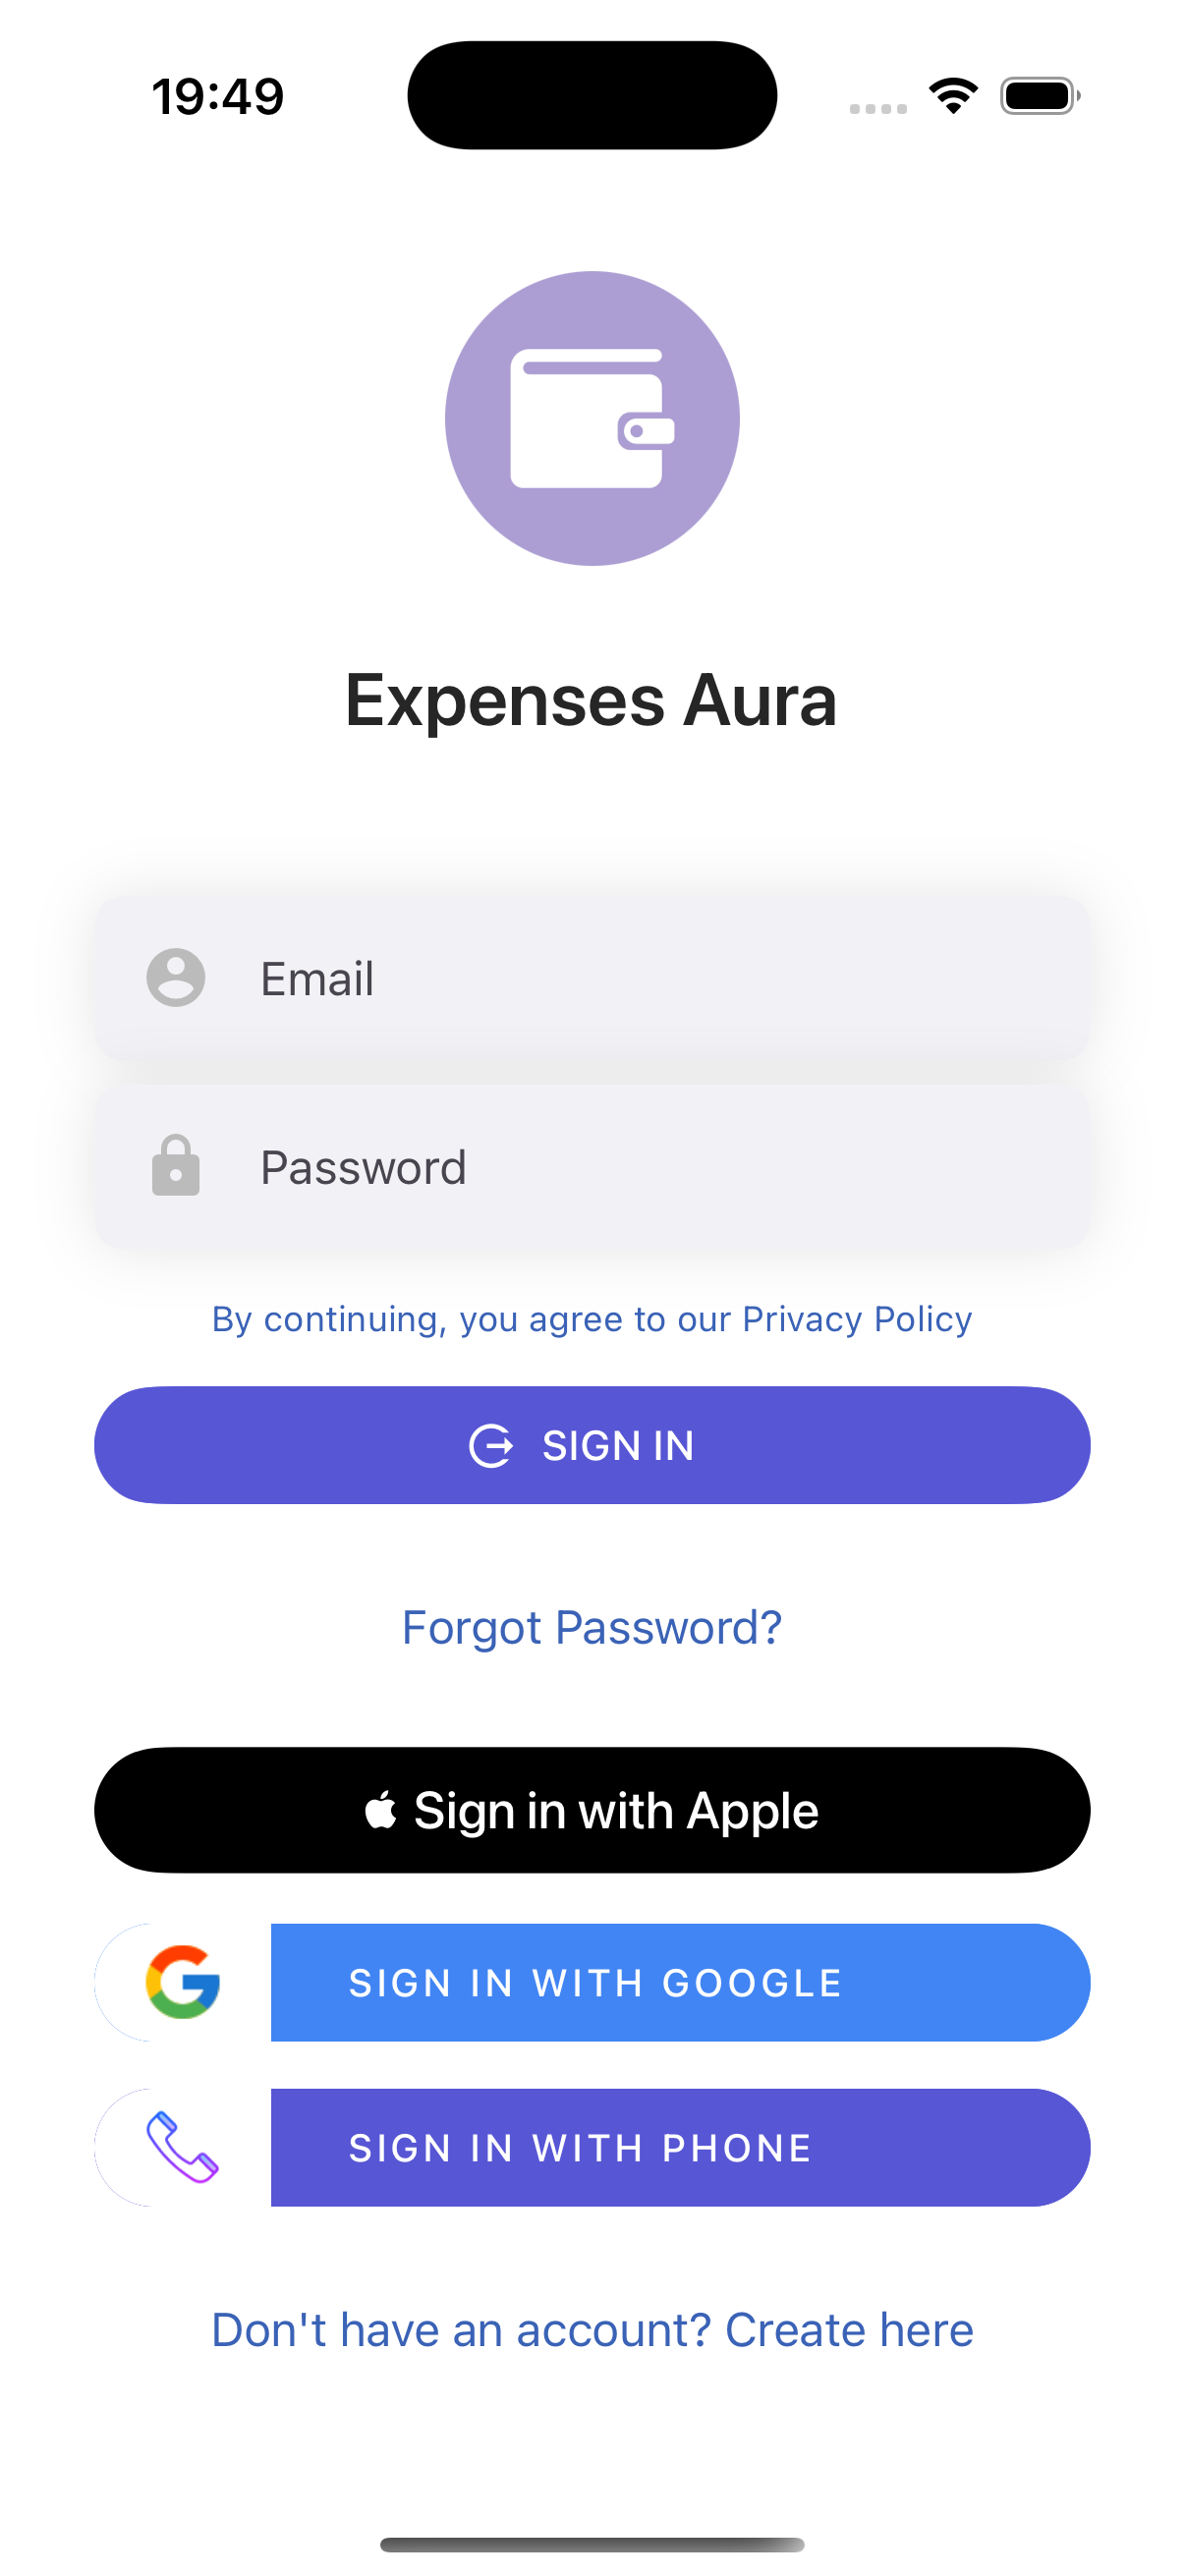 19:49
Expenses Aura
Email
Password
By continuing, you agree to our Privacy Policy
SIGN IN
Forgot Password?
Sign in with Apple
SIGN IN WITH GOOGLE
SIGN IN WITH PHONE
Don't have an account? Create here